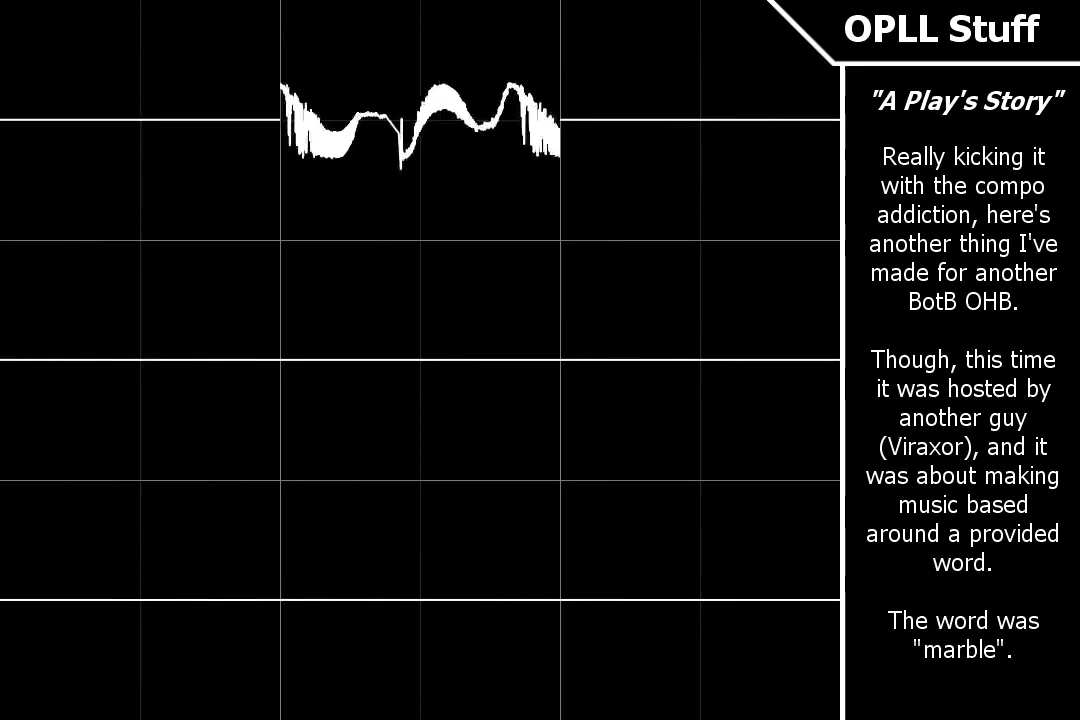 OPLL Stuff
"A Play's Story"
Really kicking it
with the compo
addiction, here's
another thing I've
made for another
BotB OHB.
Though, this time
it was hosted by
another guy
(Viraxor), and it
was about making
music based
around a provided
word.
The word was
"marble".